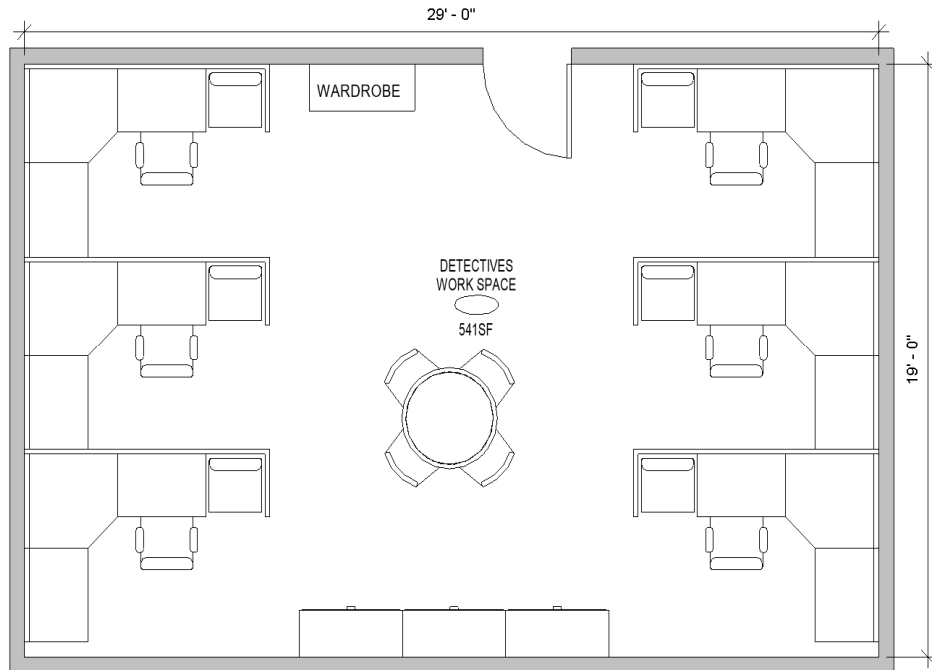 29' - 0"
WARDROBE
DETECTIVES
WORK SPACE
541SF
19' - 0"